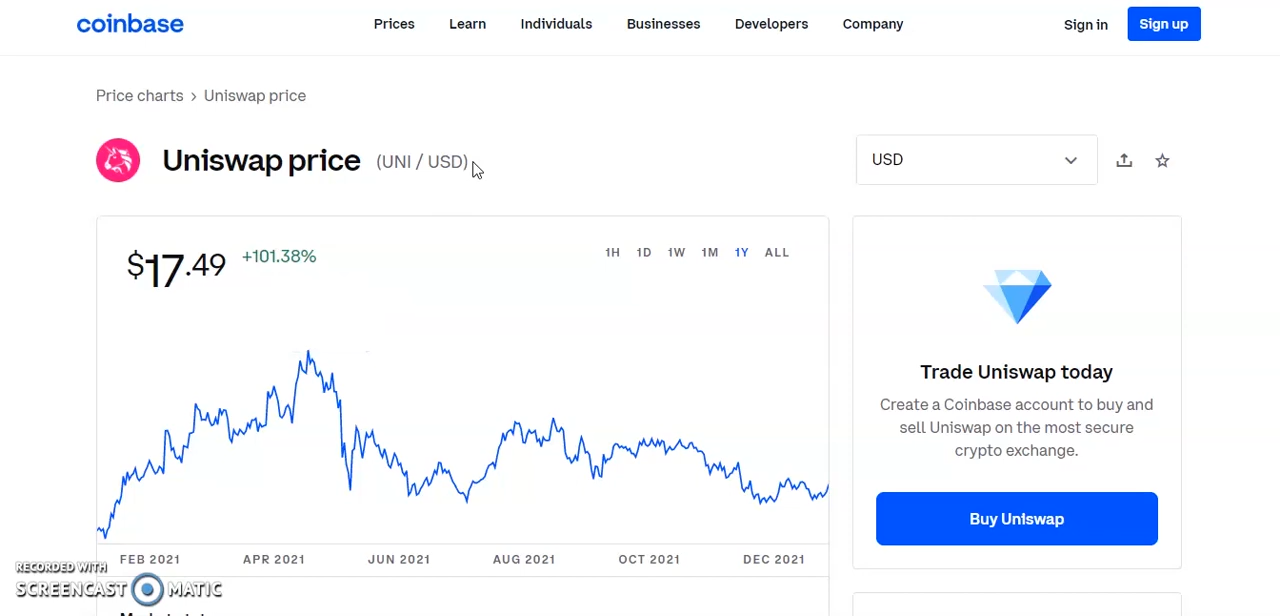 coinbase
Prices Learn Individuals Businesses Developers Company Sign in Sign up
Price charts > Uniswap price
Uniswap price (UNI / USD)
USD
$17.49 +101.38%
1H 1D 1W 1M 1Y ALL
Trade Uniswap today
Create a Coinbase account to buy and
sell Uniswap on the most secure
crypto exchange.
Buy Uniswap
FEB 2021 APR 2021 JUN 2021 AUG 2021 OCT 2021 DEC 2021
RECORDED WITH
SCREENCAST MATIC